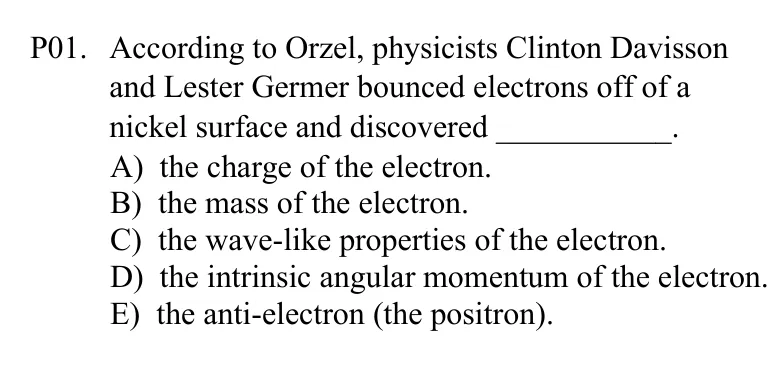 P01. According to Orzel, physicists Clinton Davisson
and Lester Germer bounced electrons off of a
nickel surface and discovered ___________.
A) the charge of the electron.
B) the mass of the electron.
C) the wave-like properties of the electron.
D) the intrinsic angular momentum of the electron.
E) the anti-electron (the positron).